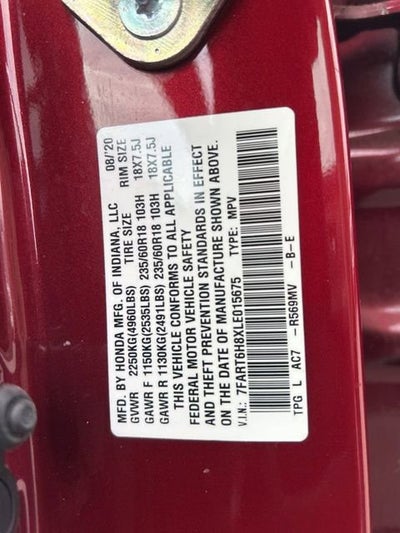 MFD. BY HONDA MFG. OF INDIANA, LLC 08/'20
GVWR 2250KG(4960LBS) TIRE SIZE RIM SIZE
GAWR F 1150KG(2535LBS) 235/60R18 103H 18X7.5J
GAWR R 1130KG(2491LBS) 235/60R18 103H 18X7.5J
THIS VEHICLE CONFORMS TO ALL APPLICABLE
FEDERAL MOTOR VEHICLE SAFETY
AND THEFT PREVENTION STANDARDS IN EFFECT
ON THE DATE OF MANUFACTURE SHOWN ABOVE.
V.I.N.: 7FART6H8XLE015675 TYPE: MPV
TPG L AC7 -R569MV -B-E